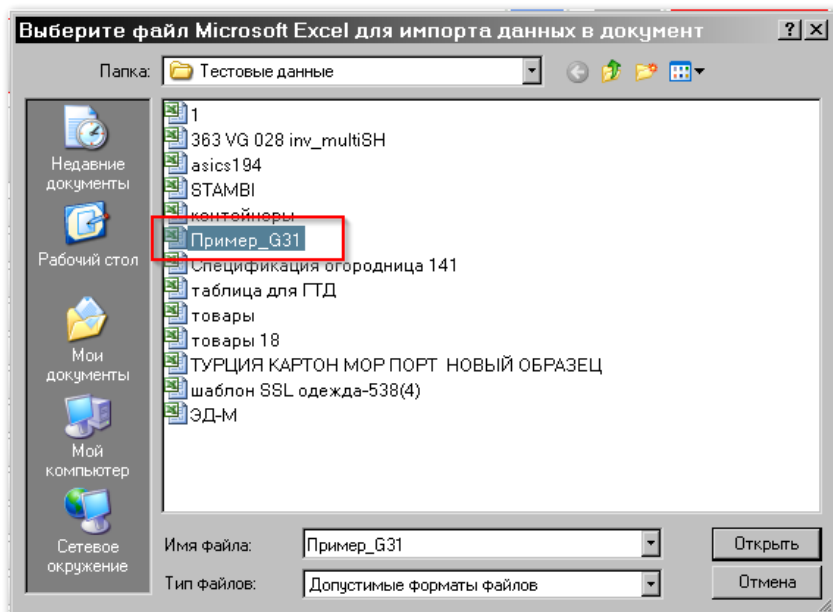 Выберите файл Microsoft Excel для импорта данных в документ
Папка: Тестовые данные
1
363 VG 028 inv_multiSH
asics194
STAMBI
контейнеры
Пример_G31
Спецификация огородница 141
таблица для ГТД
товары
товары 18
ТУРЦИЯ КАРТОН МОР ПОРТ НОВЫЙ ОБРАЗЕЦ
шаблон SSL одежда-538(4)
ЭД-М
Недавние
документы
Рабочий стол
Мои
документы
Мой
компьютер
Сетевое
окружение
Имя файла: Пример_G31 Открыть
Тип файлов: Допустимые форматы файлов Отмена